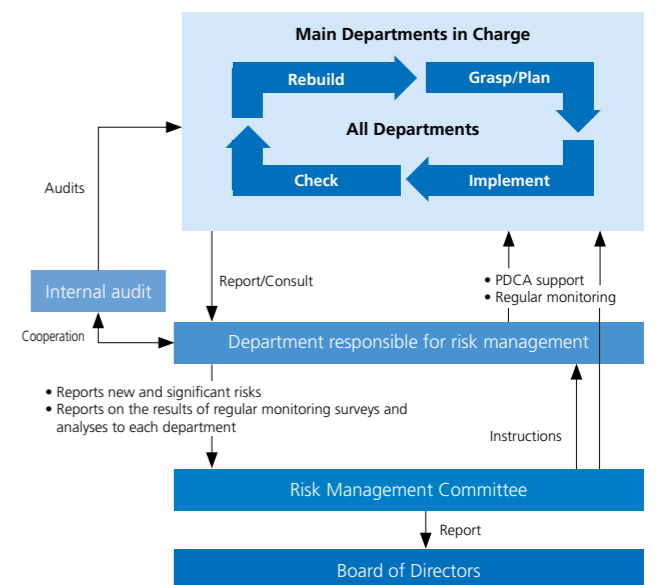 Main Departments in Charge
Rebuild
Grasp/Plan
All Departments
Check
Implement
Audits
Internal audit
Report/Consult
• PDCA support
• Regular monitoring
Cooperation
Department responsible for risk management
• Reports new and significant risks
• Reports on the results of regular monitoring surveys and
analyses to each department
Instructions
Risk Management Committee
Report
Board of Directors